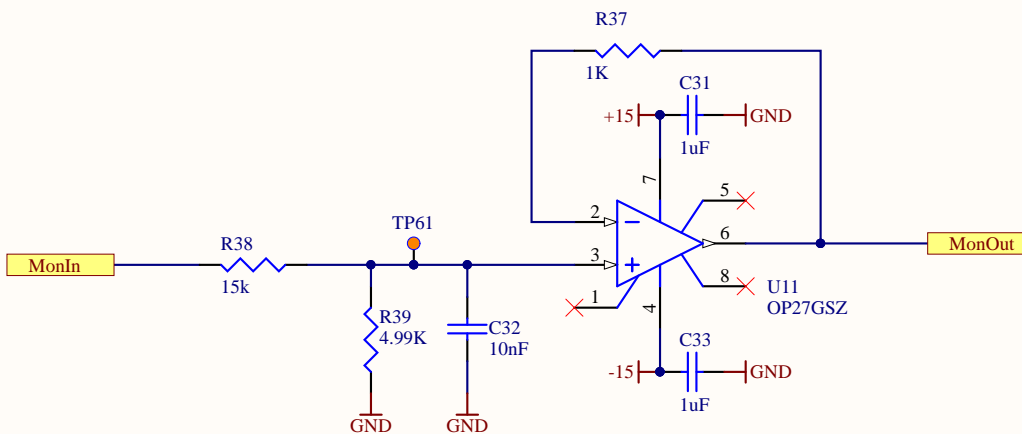 R37
1K
C31
+15
GND
1uF
7
5
2
TP61
6
MonOut
R38
MonIn
3
15k
8
U11
1
OP27GSZ
4
R39
4.99K
C32
10nF
C33
-15
GND
1uF
GND
GND